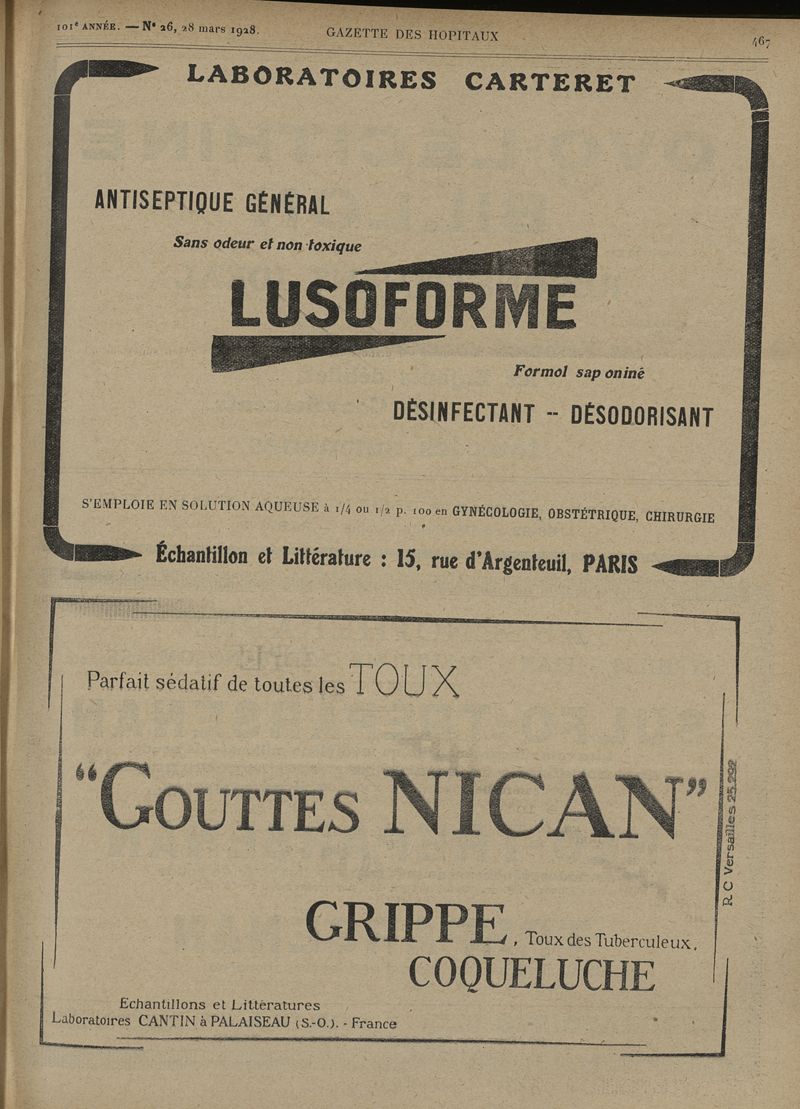 101ᵉ ANNÉE. — Nº 26, 28 mars 1928.
GAZETTE DES HOPITAUX
467
LABORATOIRES CARTERET
ANTISEPTIQUE GÉNÉRAL
Sans odeur et non toxique
LUSOFORME
Formol saponiné
DÉSINFECTANT -- DÉSODORISANT
S'EMPLOIE EN SOLUTION AQUEUSE à 1/4 ou 1/2 p. 100 en GYNÉCOLOGIE, OBSTÉTRIQUE, CHIRURGIE
Échantillon et Littérature : 15, rue d'Argenteuil, PARIS
Parfait sédatif de toutes les TOUX
“GOUTTES NICAN”
GRIPPE, Toux des Tuberculeux,
COQUELUCHE
Echantillons et Littératures
Laboratoires CANTIN à PALAISEAU (S.-O.). - France
R C Versailles 25.292